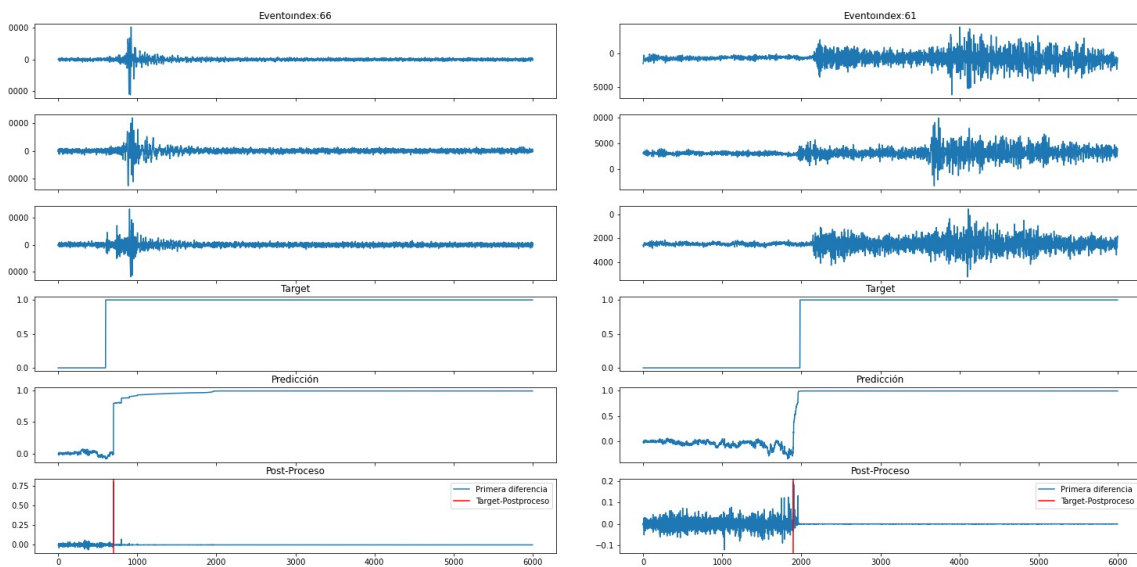 Eventoindex:66
0000
0
0000
0000
0
0000
0000
0
0000
Target
1.0
0.5
0.0
Predicción
1.0
0.5
0.0
Post-Proceso
0.75
0.50
0.25
0.00
Primera diferencia
Target-Postproceso
0 1000 2000 3000 4000 5000 6000
Eventoindex:61
0
5000
0000
5000
0
0
2000
4000
Target
1.0
0.5
0.0
Predicción
1.0
0.5
0.0
Post-Proceso
0.2
0.1
0.0
−0.1
Primera diferencia
Target-Postproceso
0 1000 2000 3000 4000 5000 6000